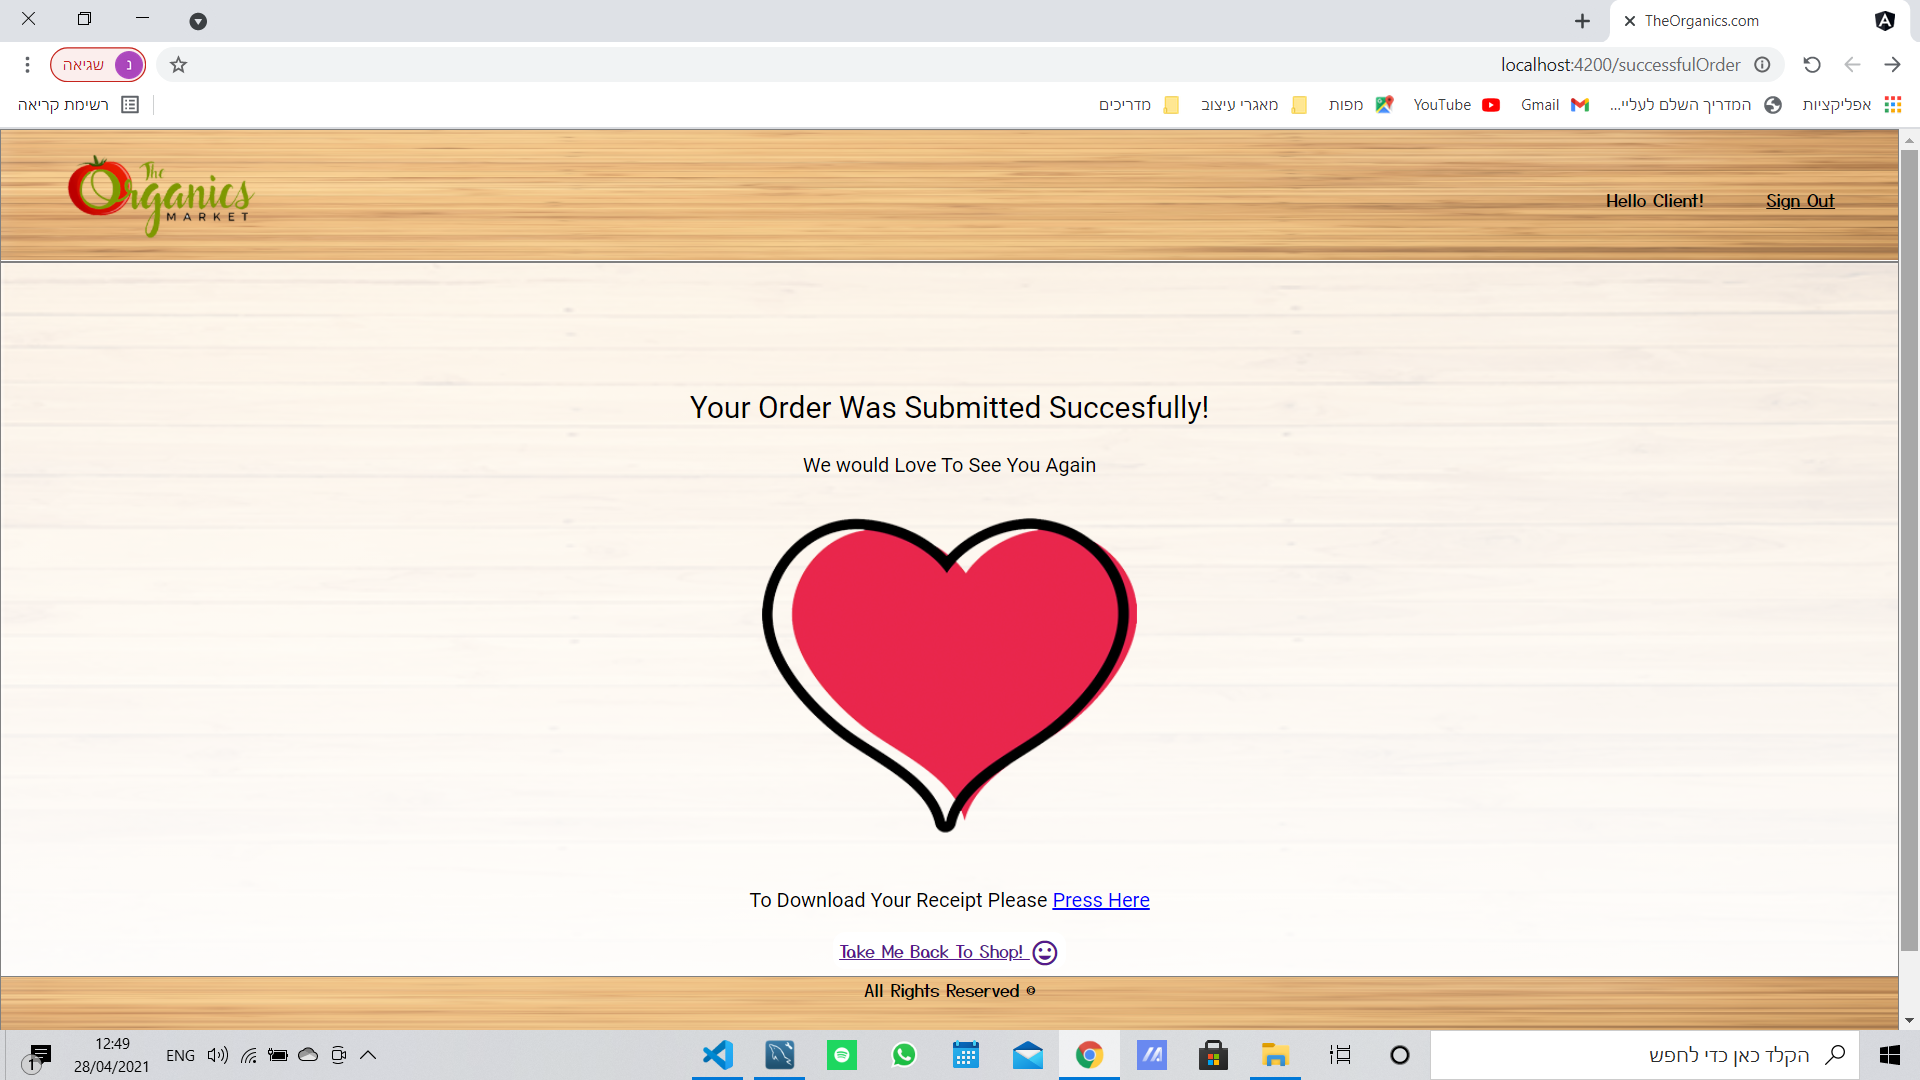 TheOrganics.com
שגיאה
נ
localhost:4200/successfulOrder
אפליקציות
המדריך השלם לעליי...
Gmail
YouTube
מפות
מאגרי עיצוב
מדריכים
רשימת קריאה
The
Organics
MARKET
Hello Client!
Sign Out
Your Order Was Submitted Succesfully!
We would Love To See You Again
To Download Your Receipt Please Press Here
Take Me Back To Shop!
All Rights Reserved ©
הקלד כאן כדי לחפש
ENG
12:49
28/04/2021
1